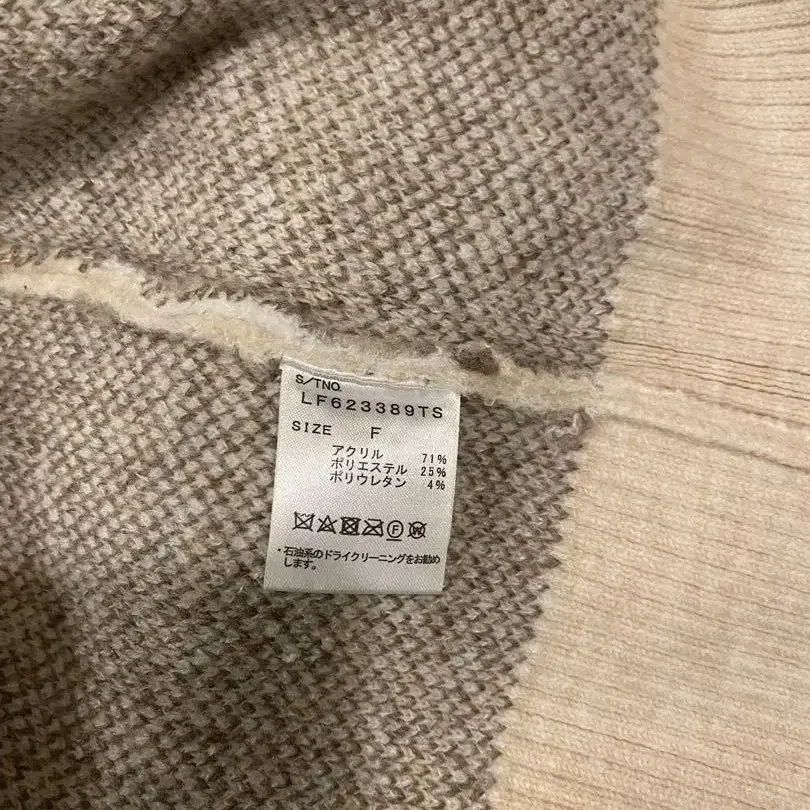 S/TNO.
LF623389TS
SIZE F
アクリル 71%
ポリエステル 25%
ポリウレタン 4%
F W
・石油系のドライクリーニングをお勧め
します。